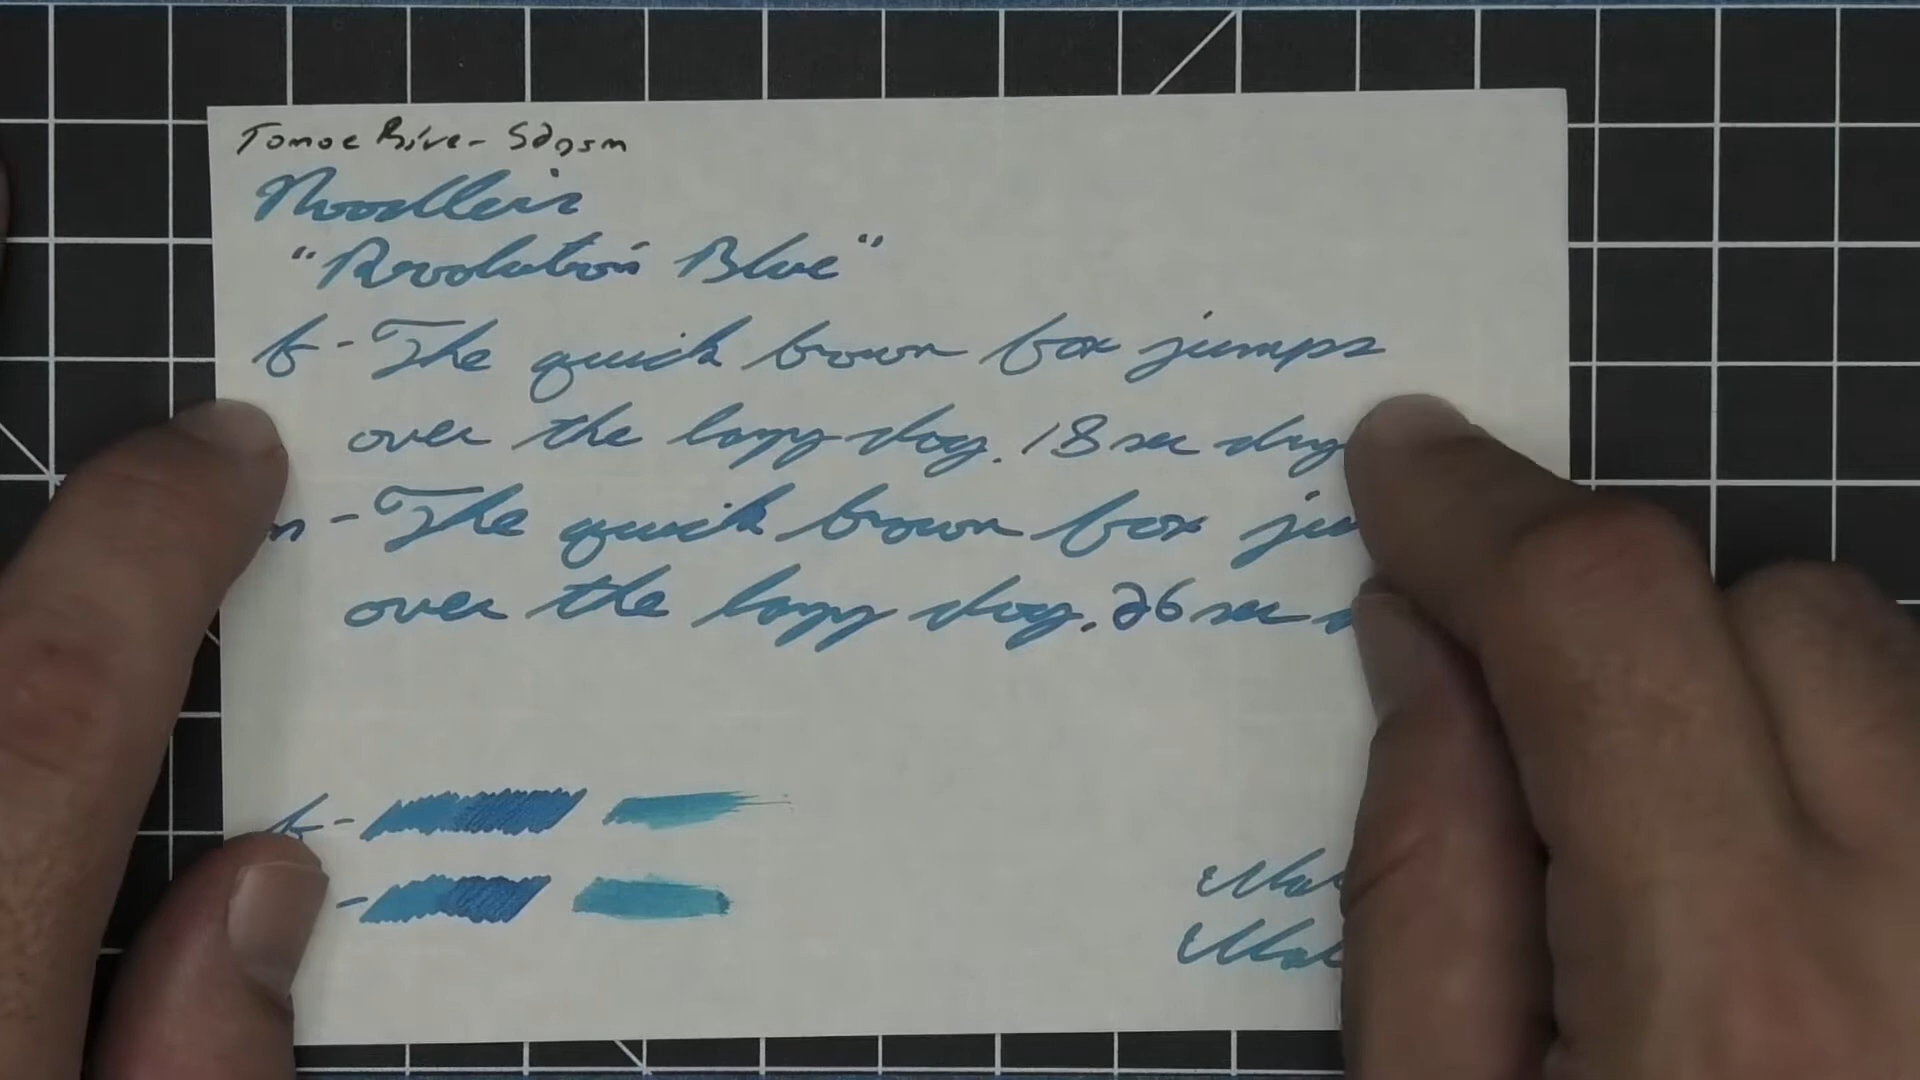 Tomoe River 52gsm
Noodler's
"Revolution Blue"
f - The quick brown fox jumps
over the lazy dog. 18 sec dry
m - The quick brown fox ju
over the lazy dog. 26 sec
f -
-